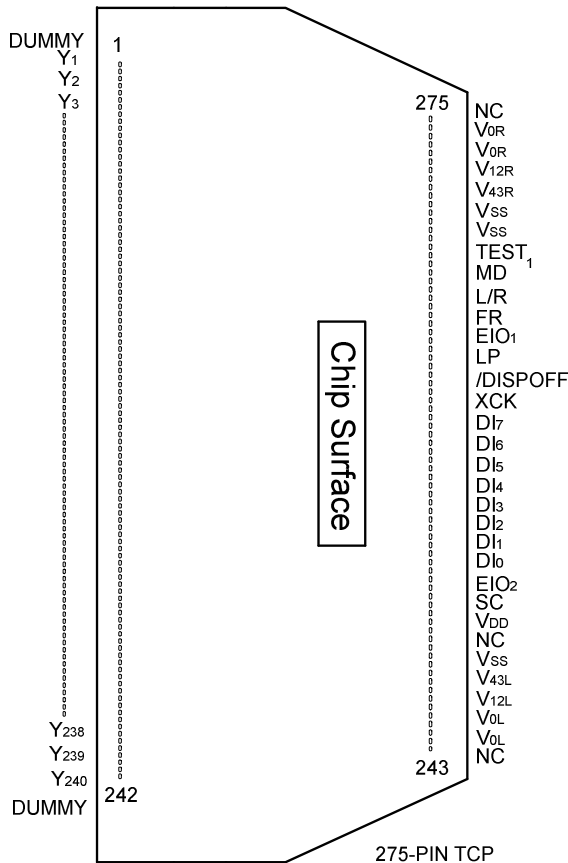 DUMMY
Y1
Y2
Y3
Y238
Y239
Y240
DUMMY
1
242
Chip Surface
275
243
NC
V0R
V0R
V12R
V43R
VSS
VSS
TEST1
MD
L/R
FR
EIO1
LP
/DISPOFF
XCK
DI7
DI6
DI5
DI4
DI3
DI2
DI1
DI0
EIO2
SC
VDD
NC
VSS
V43L
V12L
V0L
V0L
NC
275-PIN TCP